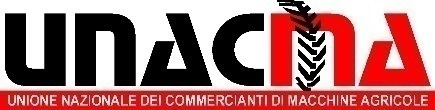 UNACMA
UNIONE NAZIONALE DEI COMMERCIANTI DI MACCHINE AGRICOLE